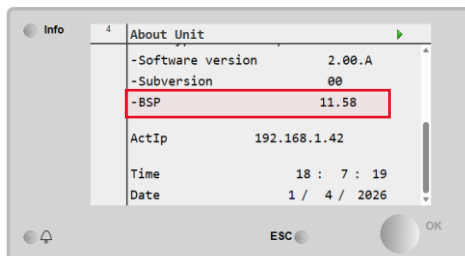 Info
4 About Unit
-Software version 2.00.A
-Subversion 00
-BSP 11.58
ActIp 192.168.1.42
Time 18 : 7 : 19
Date 1 / 4 / 2026
ESC
OK